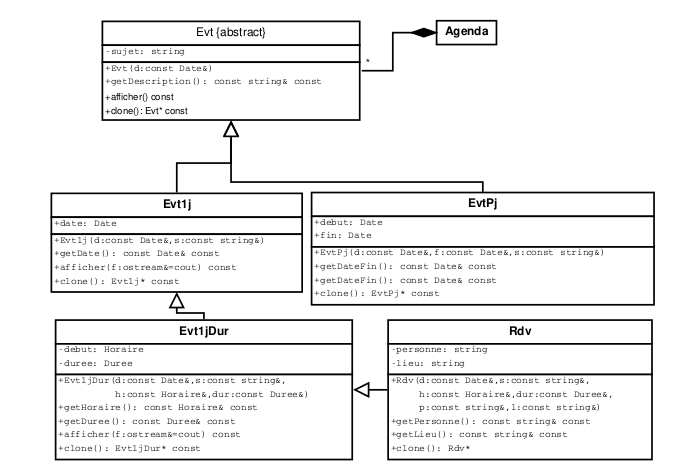 Evt {abstract}
-sujet: string
+Evt(d:const Date&)
+getDescription(): const string& const
+afficher() const
+clone(): Evt* const
Agenda
*
Evt1j
+date: Date
+Evt1j(d:const Date&,s:const string&)
+getDate(): const Date& const
+afficher(f:ostream&=cout) const
+clone(): Evt1j* const
EvtPj
+debut: Date
+fin: Date
+EvtPj(d:const Date&,f:const Date&,s:const string&)
+getDateFin(): const Date& const
+getDateFin(): const Date& const
+clone(): EvtPj* const
Evt1jDur
-debut: Horaire
-duree: Duree
+Evt1jDur(d:const Date&,s:const string&,
h:const Horaire&,dur:const Duree&)
+getHoraire(): const Horaire& const
+getDuree(): const Duree& const
+afficher(f:ostream&=cout) const
+clone(): Evt1jDur* const
Rdv
-personne: string
-lieu: string
+Rdv(d:const Date&,s:const string&,
h:const Horaire&,dur:const Duree&,
p:const string&,l:const string&)
+getPersonne(): const string& const
+getLieu(): const string& const
+clone(): Rdv*